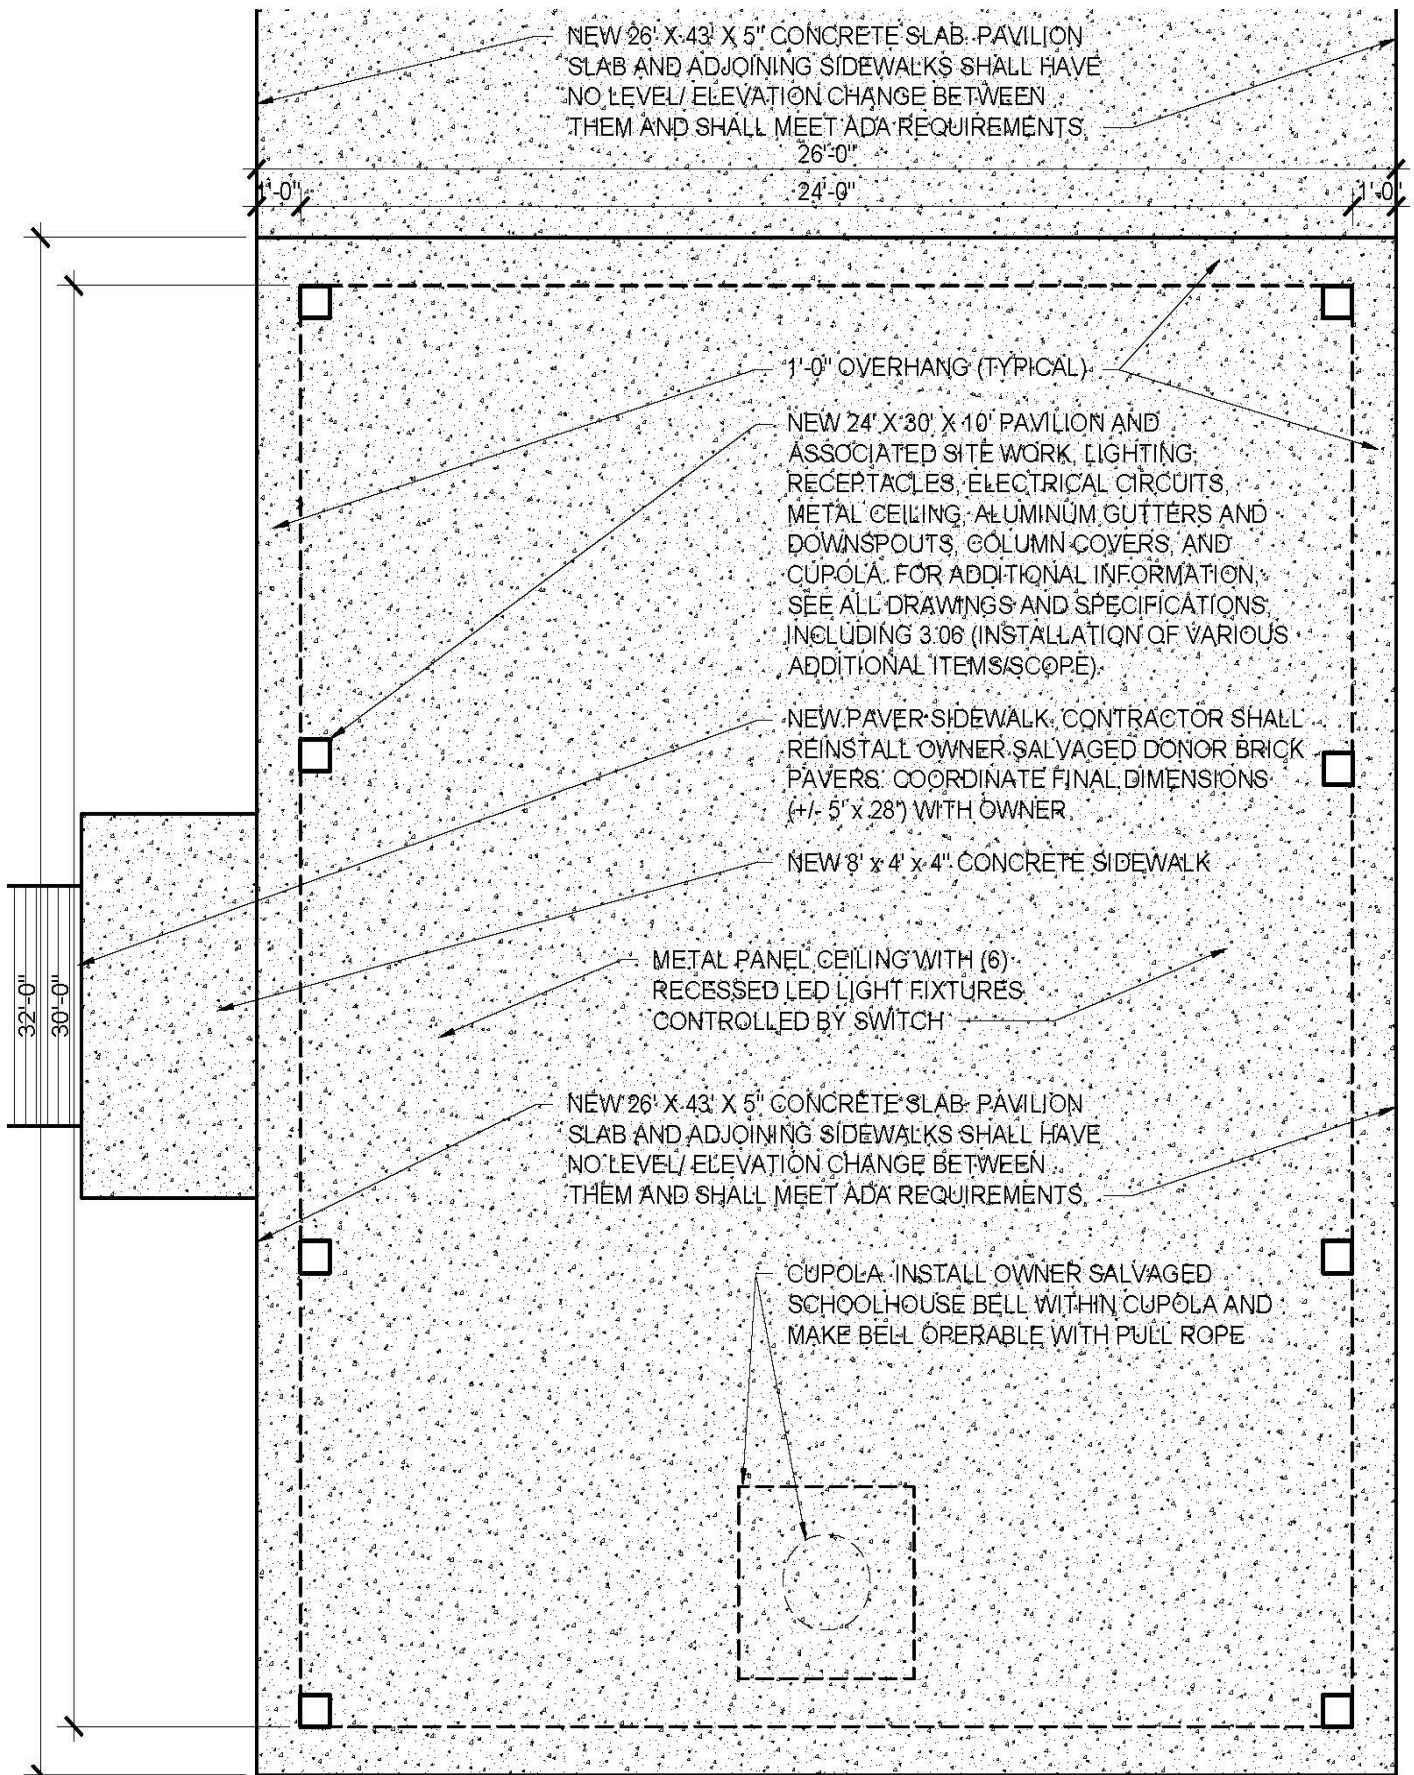 NEW 26' X 43' X 5" CONCRETE SLAB. PAVILION
SLAB AND ADJOINING SIDEWALKS SHALL HAVE
NO LEVEL/ ELEVATION CHANGE BETWEEN
THEM AND SHALL MEET ADA REQUIREMENTS.
26'-0"
1'-0"
24'-0"
1'-0"
1'-0" OVERHANG (TYPICAL)
NEW 24' X 30' X 10' PAVILION AND
ASSOCIATED SITE WORK, LIGHTING,
RECEPTACLES, ELECTRICAL CIRCUITS,
METAL CEILING, ALUMINUM GUTTERS AND
DOWNSPOUTS, COLUMN COVERS, AND
CUPOLA. FOR ADDITIONAL INFORMATION,
SEE ALL DRAWINGS AND SPECIFICATIONS,
INCLUDING 3.06 (INSTALLATION OF VARIOUS
ADDITIONAL ITEMS/SCOPE).
NEW PAVER SIDEWALK. CONTRACTOR SHALL
REINSTALL OWNER SALVAGED DONOR BRICK
PAVERS. COORDINATE FINAL DIMENSIONS
(+/- 5' x 28') WITH OWNER.
NEW 8' x 4' x 4" CONCRETE SIDEWALK
METAL PANEL CEILING WITH (6)
RECESSED LED LIGHT FIXTURES
CONTROLLED BY SWITCH
32'-0"
30'-0"
NEW 26' X 43' X 5" CONCRETE SLAB. PAVILION
SLAB AND ADJOINING SIDEWALKS SHALL HAVE
NO LEVEL/ ELEVATION CHANGE BETWEEN
THEM AND SHALL MEET ADA REQUIREMENTS.
CUPOLA. INSTALL OWNER SALVAGED
SCHOOLHOUSE BELL WITHIN CUPOLA AND
MAKE BELL OPERABLE WITH PULL ROPE